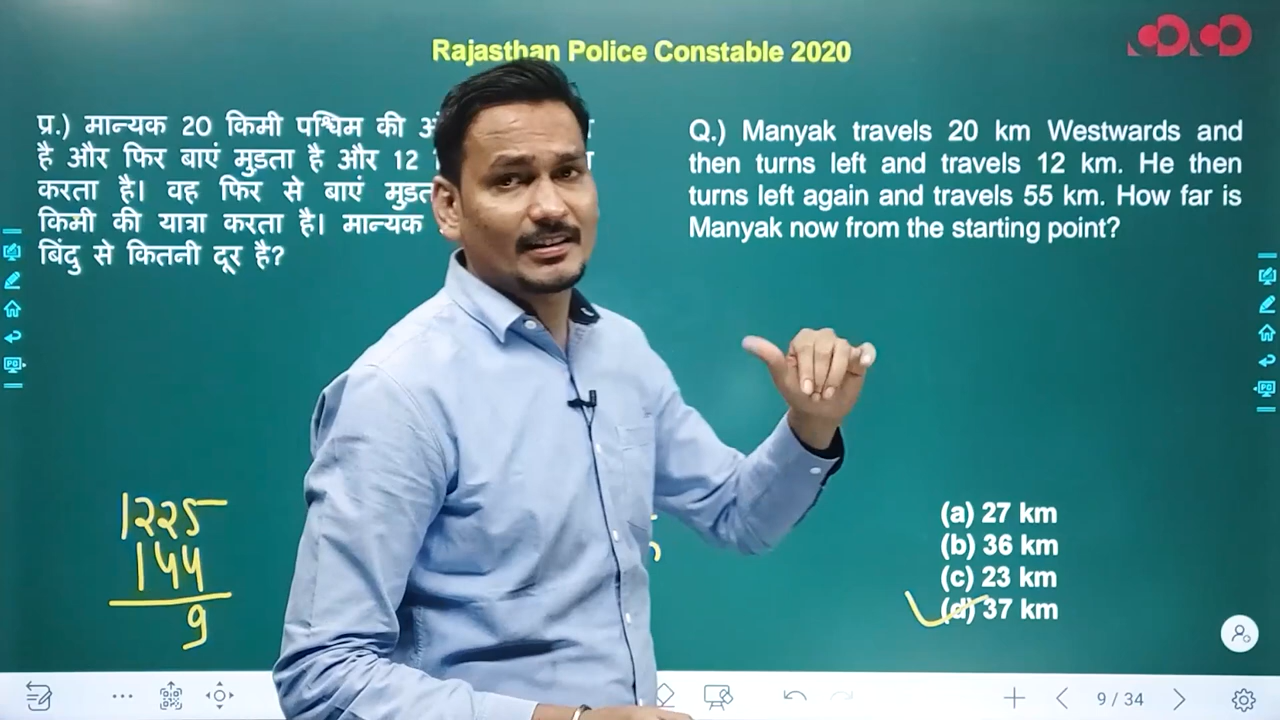 Rajasthan Police Constable 2020
प्र.) मान्यक 20 किमी पश्चिम की
है और फिर बाएं मुड़ता है और 12
करता है। वह फिर से बाएं
किमी की यात्रा करता है। मान्यक
बिंदु से कितनी दूर है?
Q.) Manyak travels 20 km Westwards and
then turns left and travels 12 km. He then
turns left again and travels 55 km. How far is
Manyak now from the starting point?
1225
144
9
(a) 27 km
(b) 36 km
(c) 23 km
(d) 37 km
9 / 34